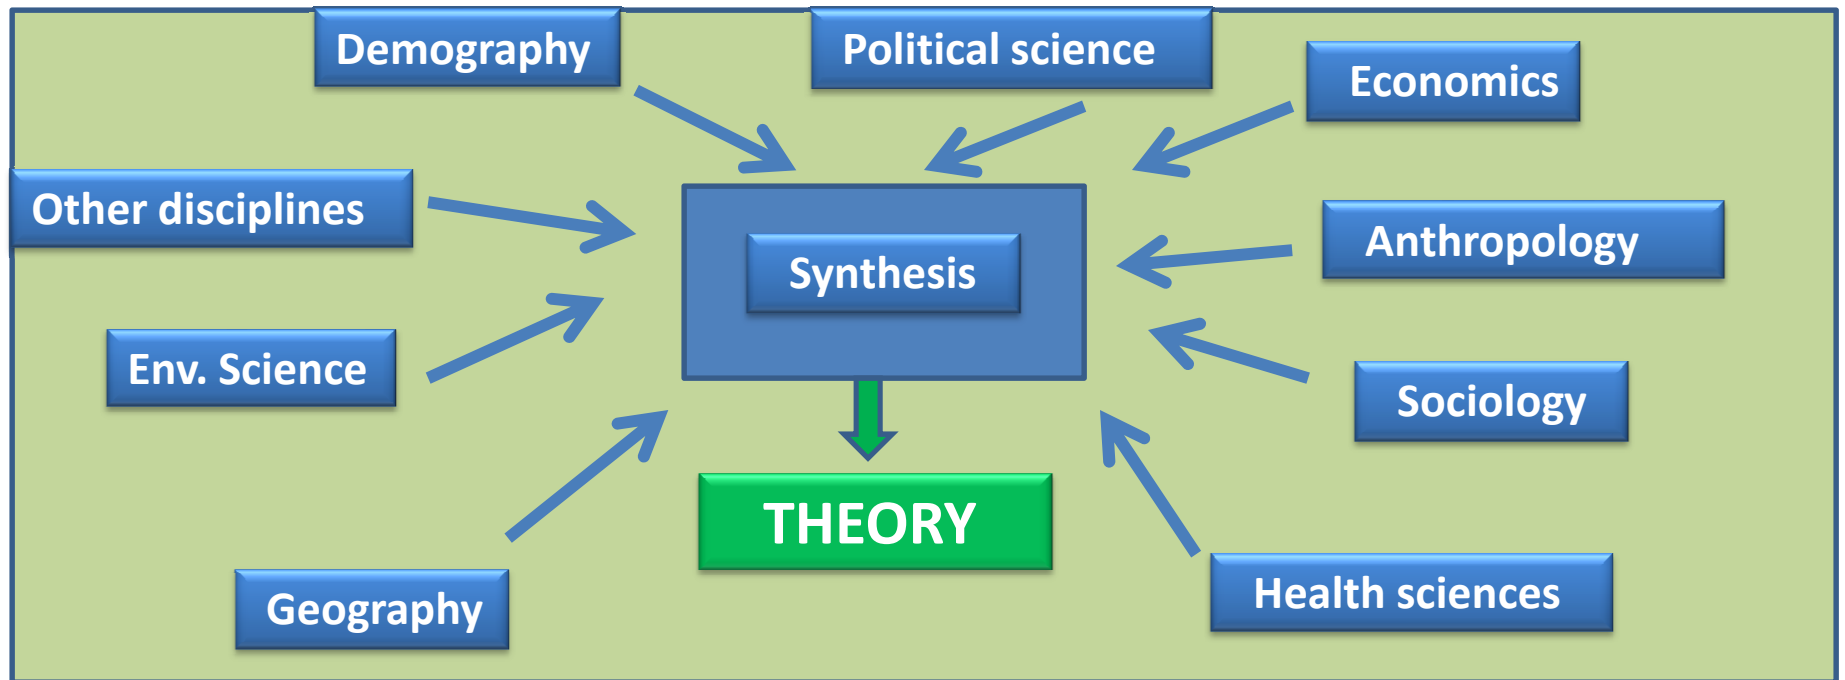 Demography
Political science
Economics
Other disciplines
Anthropology
Synthesis
Env. Science
Sociology
THEORY
Geography
Health sciences